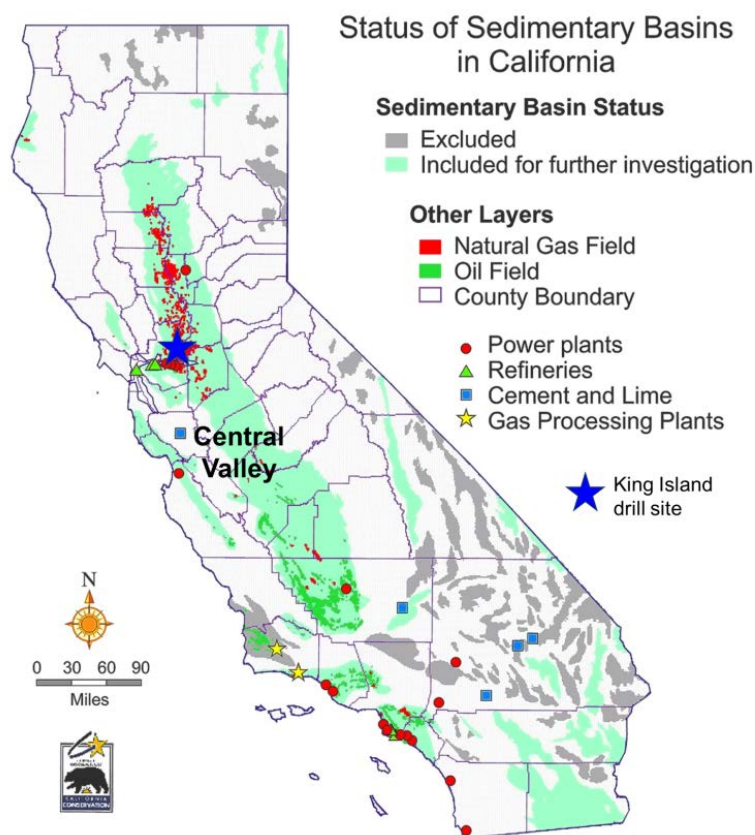 Status of Sedimentary Basins
in California
Sedimentary Basin Status
Excluded
Included for further investigation
Other Layers
Natural Gas Field
Oil Field
County Boundary
Power plants
Refineries
Cement and Lime
Gas Processing Plants
King Island
drill site
Central
Valley
N
0 30 60 90
Miles
CALIFORNIA
CONSERVATION